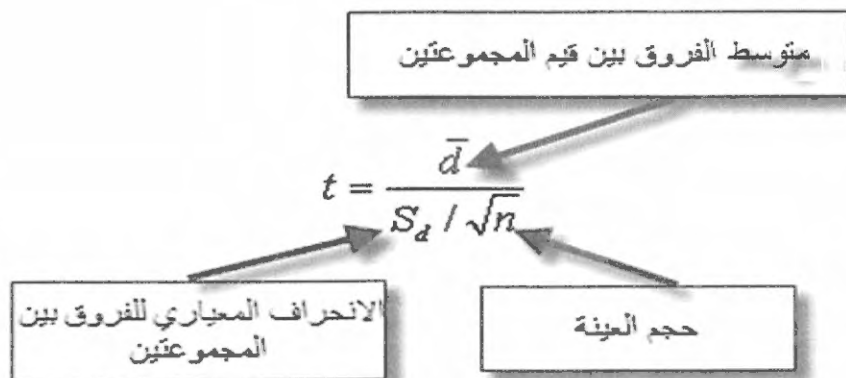 متوسط الفروق بين قيم المجموعتين
t = d̄ / (S_d / √n)
الانحراف المعياري للفروق بين
المجموعتين
حجم العينة